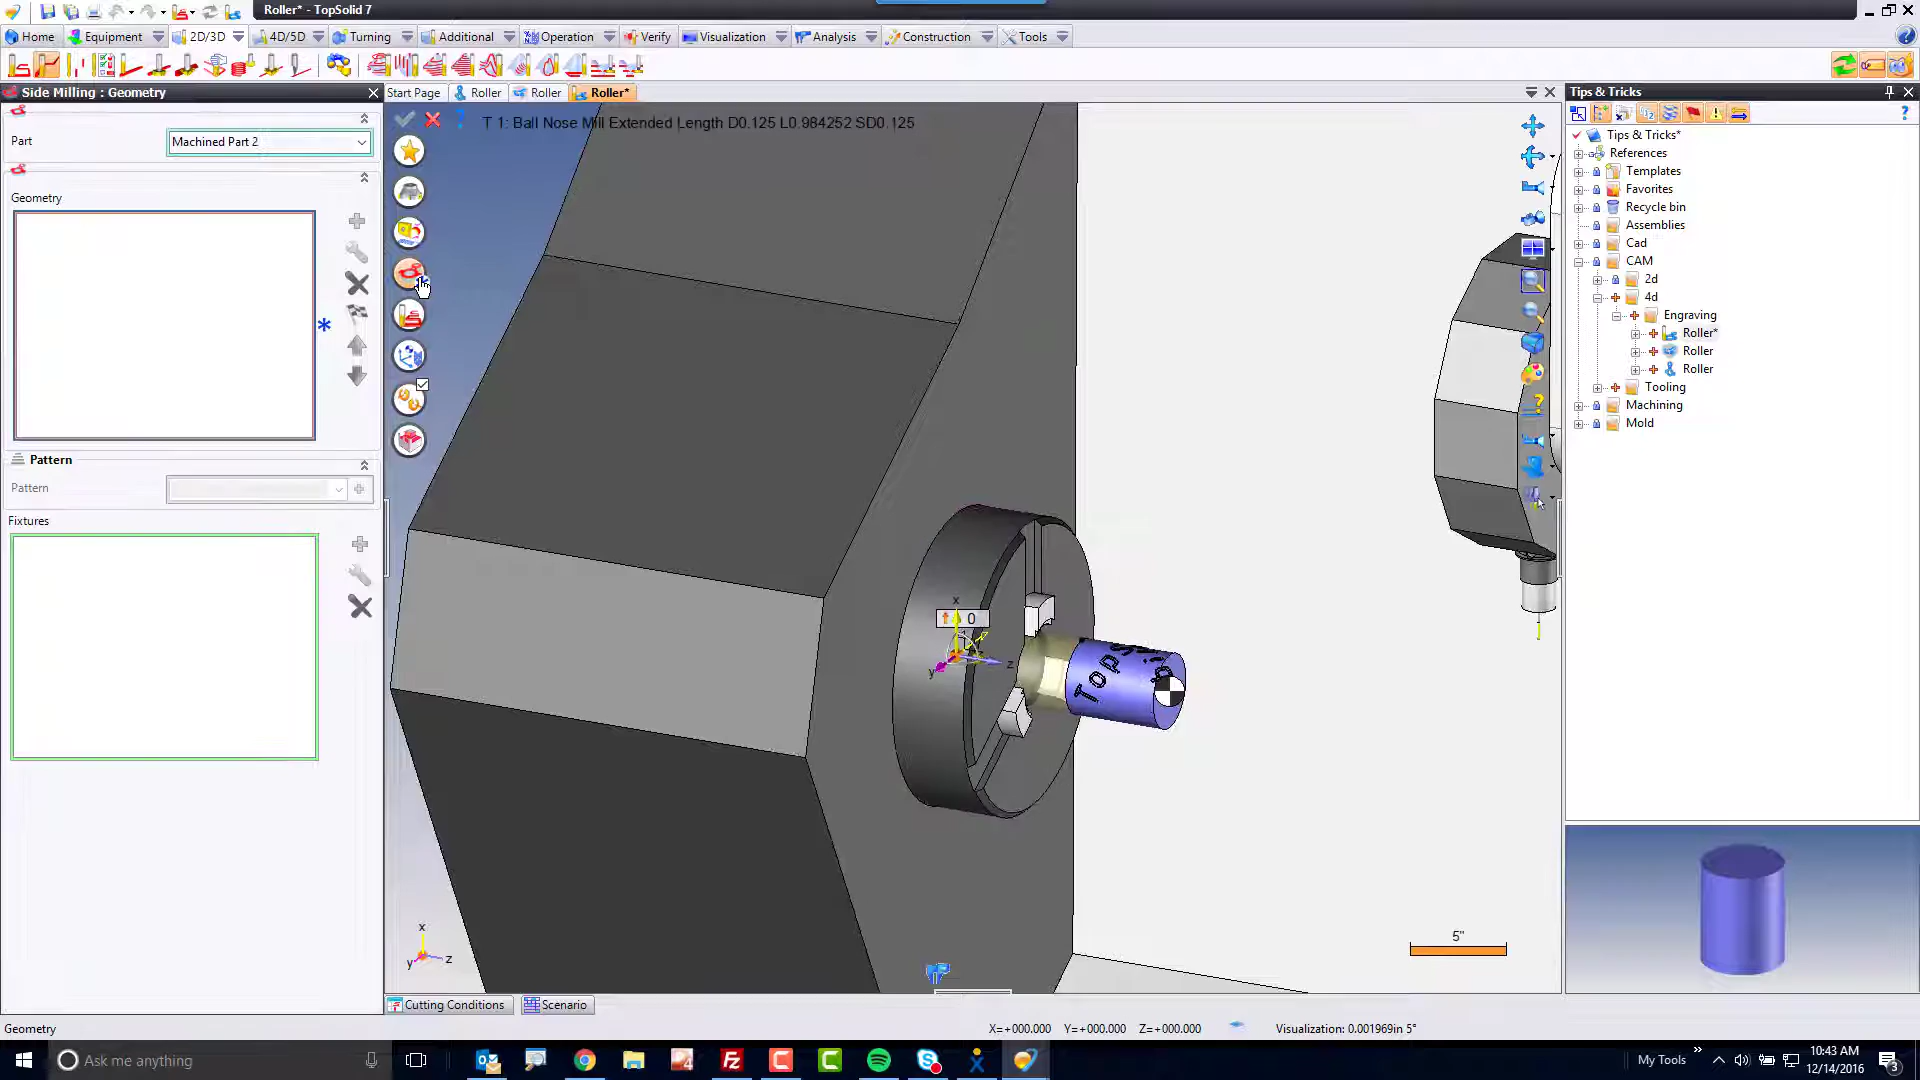 Roller* - TopSolid 7
Home
Equipment
2D/3D
4D/5D
Turning
Additional
Operation
Verify
Visualization
Analysis
Construction
Tools
Side Milling : Geometry
Start Page
Roller
Roller
Roller*
Tips & Tricks
Part
Machined Part 2
T 1: Ball Nose Mill Extended Length D0.125 L0.984252 SD0.125
Geometry
Pattern
Pattern
Fixtures
Tips & Tricks*
References
Templates
Favorites
Recycle bin
Assemblies
Cad
CAM
2d
4d
Engraving
Roller*
Roller
Roller
Tooling
Machining
Mold
x
0
z
y
TopS
x
y
z
5"
Cutting Conditions
Scenario
Geometry
X=+000.000 Y=+000.000 Z=+000.000
Visualization: 0.001969in 5°
Ask me anything
My Tools
10:43 AM
12/14/2016
3